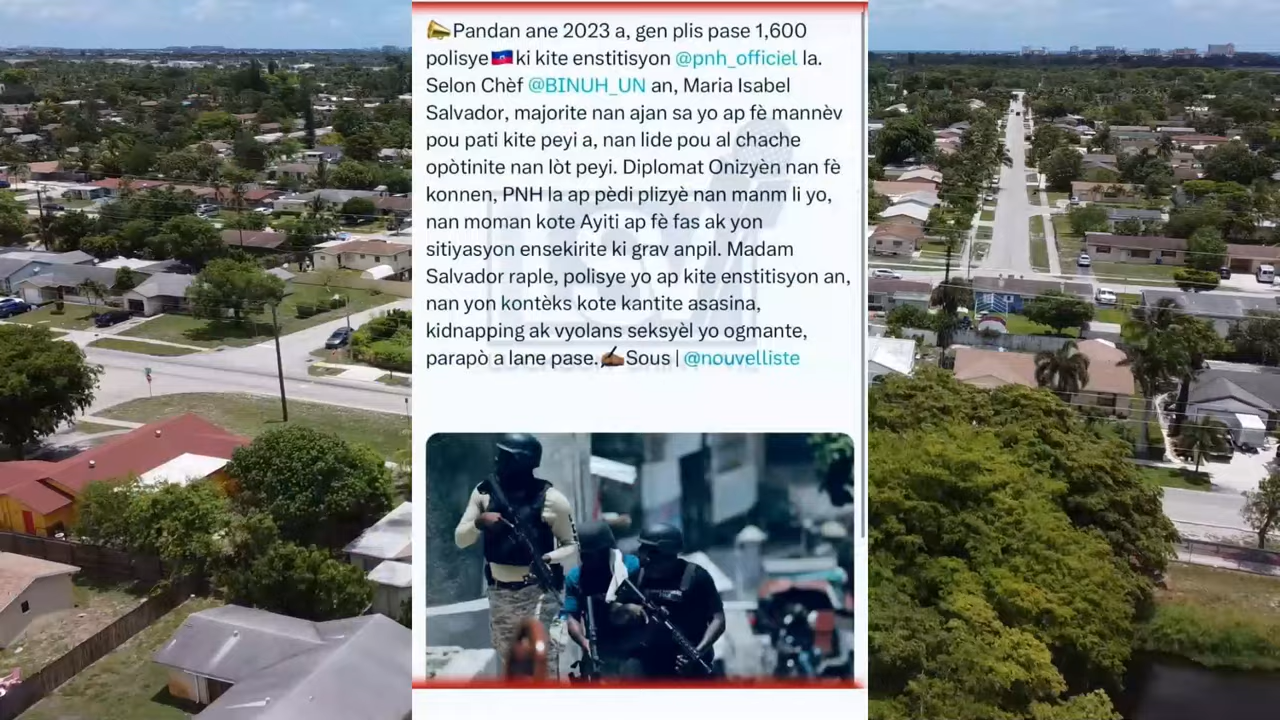 📣Pandan ane 2023 a, gen plis pase 1,600
polisye🇭🇹ki kite enstitisyon @pnh_officiel la.
Selon Chèf @BINUH_UN an, Maria Isabel
Salvador, majorite nan ajan sa yo ap fè mannèv
pou pati kite peyi a, nan lide pou al chache
opòtinite nan lòt peyi. Diplomat Onizyèn nan fè
konnen, PNH la ap pèdi plizyè nan manm li yo,
nan moman kote Ayiti ap fè fas ak yon
sitiyasyon ensekirite ki grav anpil. Madam
Salvador raple, polisye yo ap kite enstitisyon an,
nan yon kontèks kote kantite asasina,
kidnapping ak vyolans seksyèl yo ogmante,
parapò a lane pase.✍🏾Sous | @nouvelliste